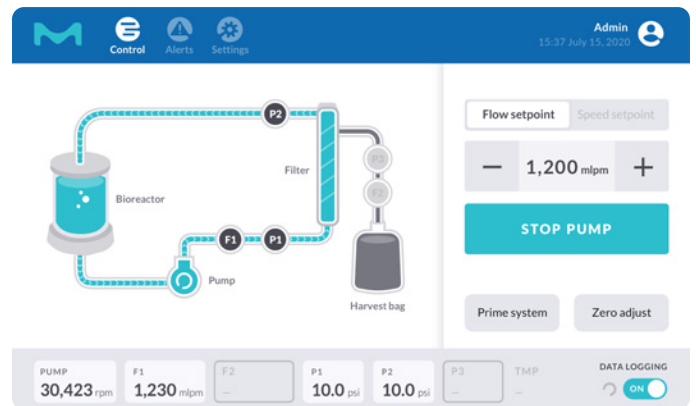 Control Alerts Settings
Admin
15:37 July 15, 2020
P2
Filter
P3
F2
Bioreactor
F1 P1
Pump
Harvest bag
Flow setpoint Speed setpoint
− 1,200 mlpm +
STOP PUMP
Prime system Zero adjust
PUMP F1 F2 P1 P2 P3 TMP DATA LOGGING
30,423 rpm 1,230 mlpm – 10.0 psi 10.0 psi – – ON